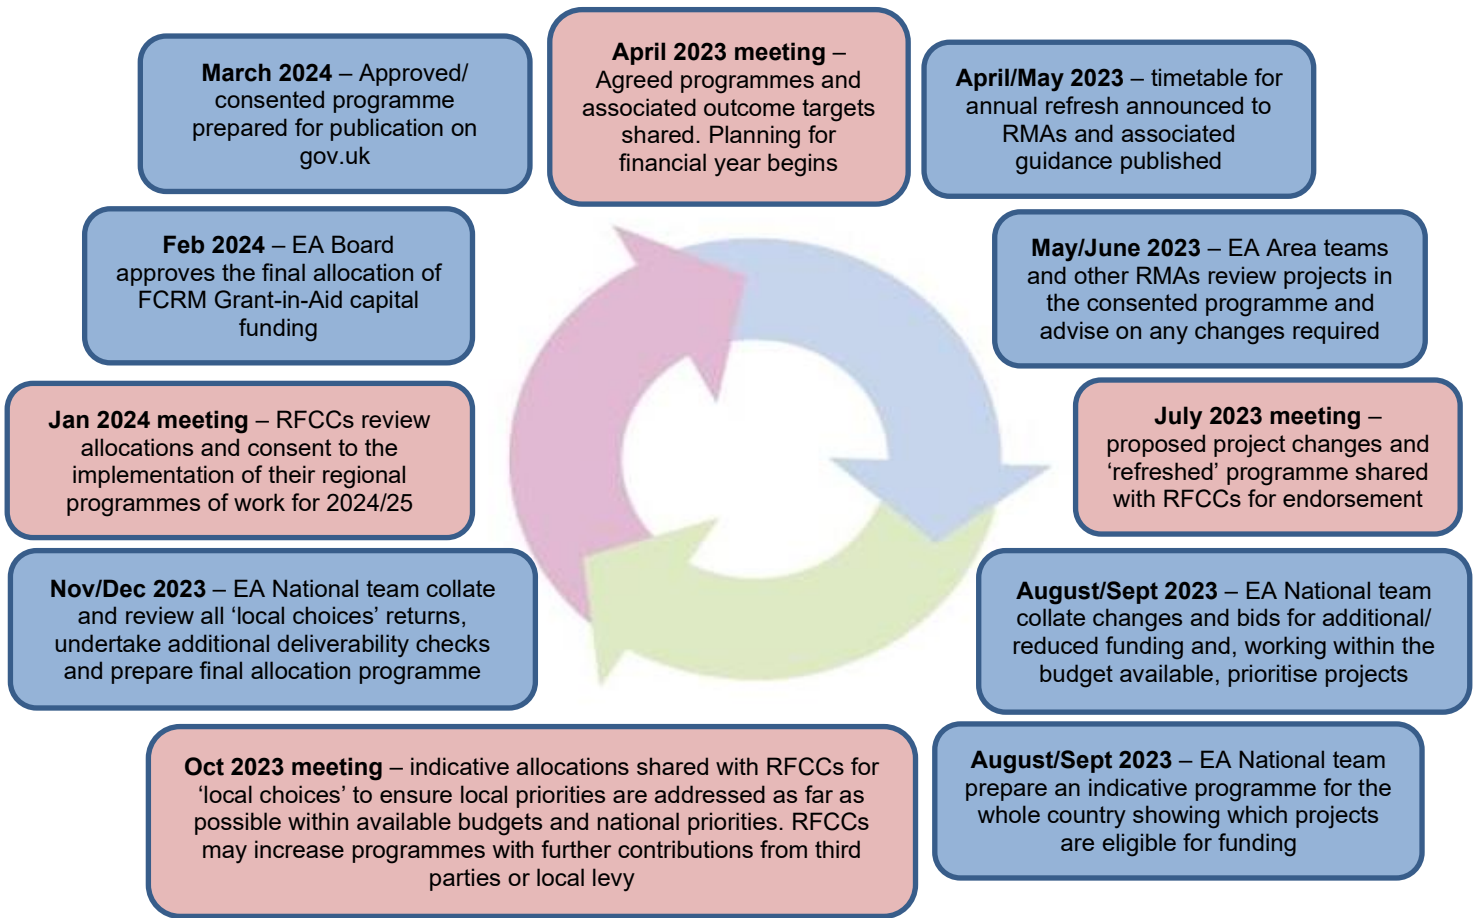 April 2023 meeting –
Agreed programmes and
associated outcome targets
shared. Planning for
financial year begins
April/May 2023 – timetable for
annual refresh announced to
RMAs and associated
guidance published
May/June 2023 – EA Area teams
and other RMAs review projects in
the consented programme and
advise on any changes required
July 2023 meeting –
proposed project changes and
‘refreshed’ programme shared
with RFCCs for endorsement
August/Sept 2023 – EA National team
collate changes and bids for additional/
reduced funding and, working within the
budget available, prioritise projects
August/Sept 2023 – EA National team
prepare an indicative programme for the
whole country showing which projects
are eligible for funding
Oct 2023 meeting – indicative allocations shared with RFCCs for
‘local choices’ to ensure local priorities are addressed as far as
possible within available budgets and national priorities. RFCCs
may increase programmes with further contributions from third
parties or local levy
Nov/Dec 2023 – EA National team collate
and review all ‘local choices’ returns,
undertake additional deliverability checks
and prepare final allocation programme
Jan 2024 meeting – RFCCs review
allocations and consent to the
implementation of their regional
programmes of work for 2024/25
Feb 2024 – EA Board
approves the final allocation of
FCRM Grant-in-Aid capital
funding
March 2024 – Approved/
consented programme
prepared for publication on
gov.uk